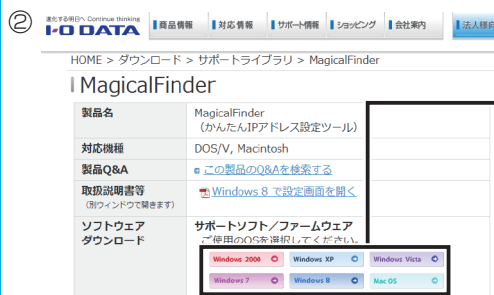 ②
進化する明日へ Continue thinking
I-O DATA
商品情報
対応情報
サポート情報
ショッピング
会社案内
法人様向
HOME > ダウンロード > サポートライブラリ > MagicalFinder
MagicalFinder
製品名
MagicalFinder
（かんたんIPアドレス設定ツール）
対応機種
DOS/V, Macintosh
製品Q&A
この製品のQ&Aを検索する
取扱説明書等
（別ウィンドウで開きます）
Windows 8 で設定画面を開く
ソフトウェア
ダウンロード
サポートソフト／ファームウェア
ご使用のOSを選択してください。
Windows 2000
Windows XP
Windows Vista
Windows 7
Windows 8
Mac OS